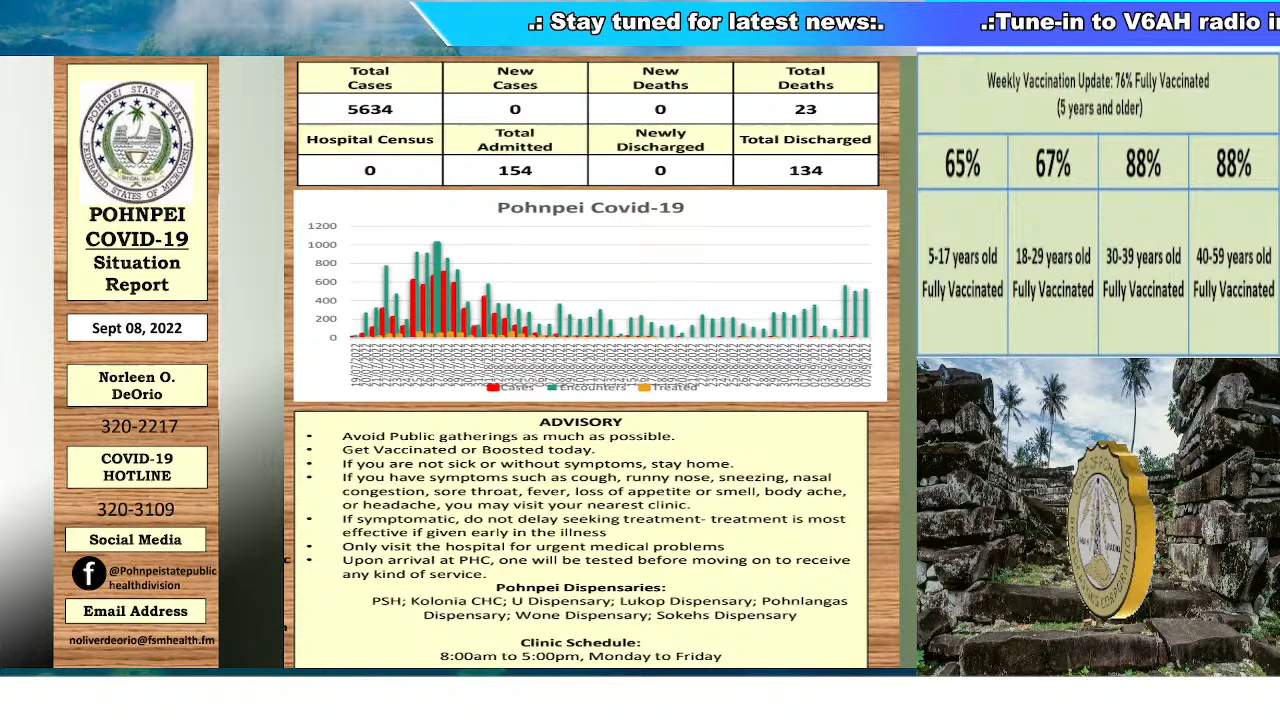 .: Stay tuned for latest news:.
.:Tune-in to V6AH radio i
POHNPEI STATE SEAL
FEDERATED STATES OF MICRONESIA
POHNPEI
COVID-19
Situation
Report
Sept 08, 2022
Norleen O.
DeOrio
320-2217
COVID-19
HOTLINE
320-3109
Social Media
@Pohnpeistatepublic
healthdivision
Email Address
noliverdeorio@fsmhealth.fm
Total Cases
New Cases
New Deaths
Total Deaths
5634
0
0
23
Hospital Census
Total Admitted
Newly Discharged
Total Discharged
0
154
0
134
Pohnpei Covid-19
1200
1000
800
600
400
200
0
Cases
Encounters
Treated
ADVISORY
• Avoid Public gatherings as much as possible.
• Get Vaccinated or Boosted today.
• If you are not sick or without symptoms, stay home.
• If you have symptoms such as cough, runny nose, sneezing, nasal
congestion, sore throat, fever, loss of appetite or smell, body ache,
or headache, you may visit your nearest clinic.
• If symptomatic, do not delay seeking treatment- treatment is most
effective if given early in the illness
• Only visit the hospital for urgent medical problems
• Upon arrival at PHC, one will be tested before moving on to receive
any kind of service.
Pohnpei Dispensaries:
PSH; Kolonia CHC; U Dispensary; Lukop Dispensary; Pohnlangas
Dispensary; Wone Dispensary; Sokehs Dispensary
Clinic Schedule:
8:00am to 5:00pm, Monday to Friday
Weekly Vaccination Update: 76% Fully Vaccinated
(5 years and older)
65%
67%
88%
88%
5-17 years old
Fully Vaccinated
18-29 years old
Fully Vaccinated
30-39 years old
Fully Vaccinated
40-59 years old
Fully Vaccinated